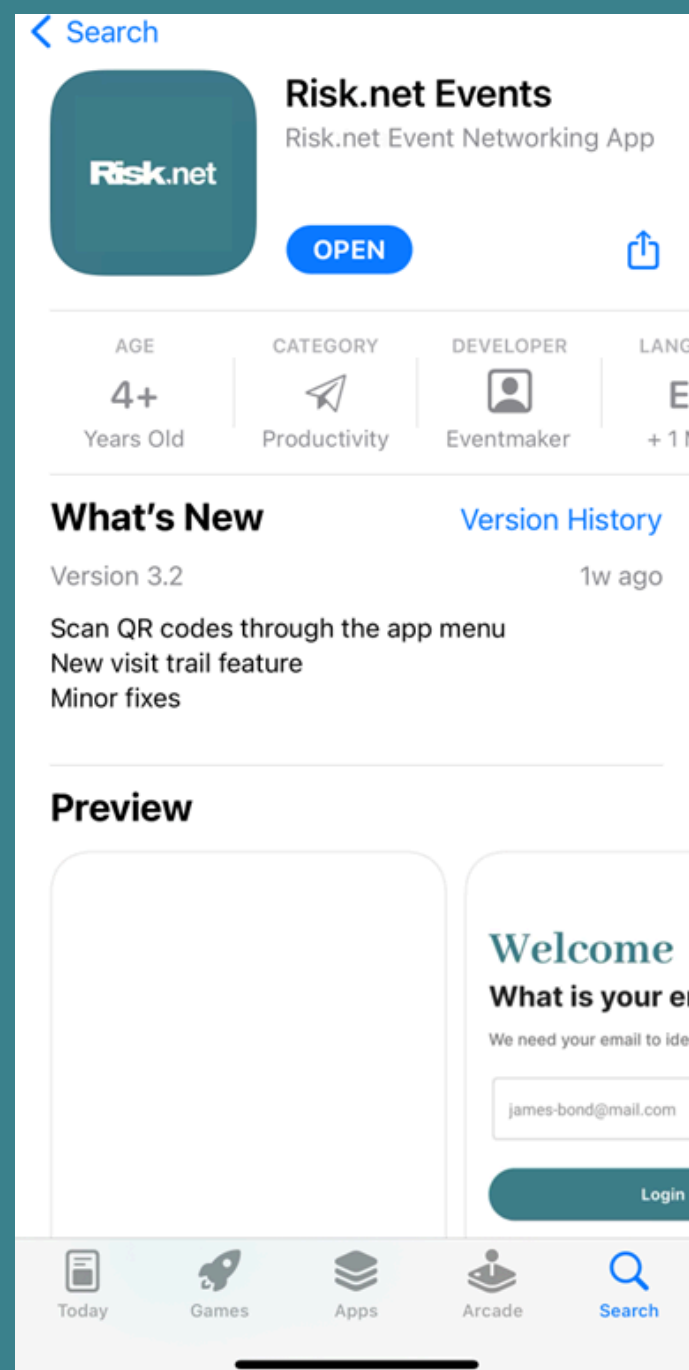 Search
Risk.net
Risk.net Events
Risk.net Event Networking App
OPEN
AGE
4+
Years Old
CATEGORY
Productivity
DEVELOPER
Eventmaker
What's New
Version History
Version 3.2
1w ago
Scan QR codes through the app menu
New visit trail feature
Minor fixes
Preview
Welcome
What is your
We need your email to
james-bond@mail.com
Login
Today
Games
Apps
Arcade
Search